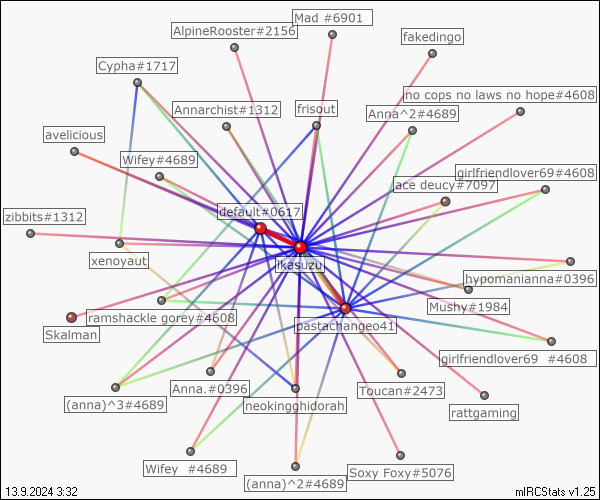 Mad #6901
AlpineRooster#2156
fakedingo
Cypha#1717
no cops no laws no hope#4608
Annarchist#1312
frisout
Anna^2#4689
avelicious
Wifey#4689
girlfriendlover69#4608
ace deucy#7097
default#0617
zibbits#1312
xenoyaut
ikasuzu
hypomanianna#0396
Mushy#1984
ramshackle gorey#4608
pastachangeo41
Skalman
girlfriendlover69 #4608
Anna.#0396
Toucan#2473
(anna)^3#4689
neokingghidorah
rattgaming
Wifey #4689
Soxy Foxy#5076
(anna)^2#4689
13.9.2024 3:32
mIRCStats v1.25